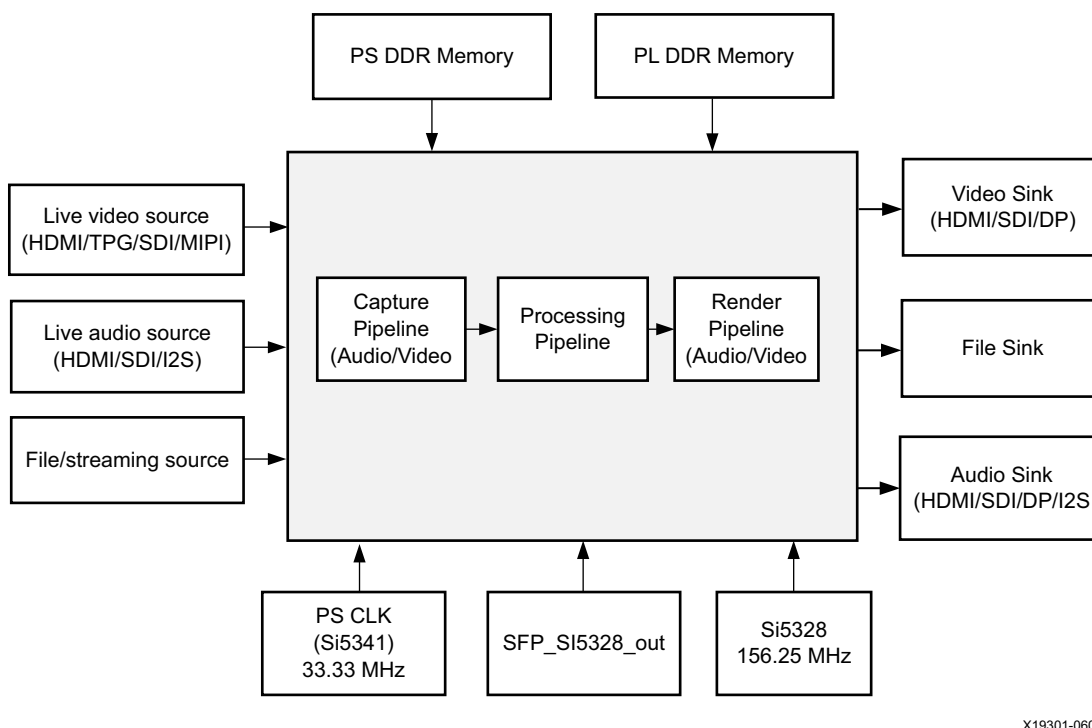 PS DDR Memory
PL DDR Memory
Live video source
(HDMI/TPG/SDI/MIPI)
Live audio source
(HDMI/SDI/I2S)
File/streaming source
Capture
Pipeline
(Audio/Video
Processing
Pipeline
Render
Pipeline
(Audio/Video
Video Sink
(HDMI/SDI/DP)
File Sink
Audio Sink
(HDMI/SDI/DP/I2S
PS CLK
(Si5341)
33.33 MHz
SFP_SI5328_out
Si5328
156.25 MHz
X19301-060